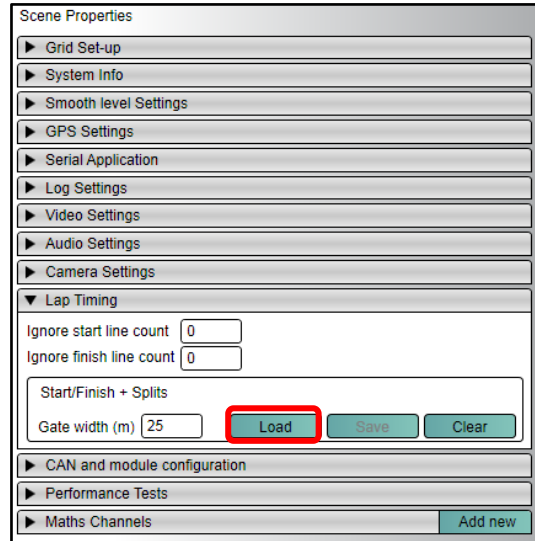 Scene Properties
Grid Set-up
System Info
Smooth level Settings
GPS Settings
Serial Application
Log Settings
Video Settings
Audio Settings
Camera Settings
Lap Timing
Ignore start line count 0
Ignore finish line count 0
Start/Finish + Splits
Gate width (m) 25 Load Save Clear
CAN and module configuration
Performance Tests
Maths Channels Add new